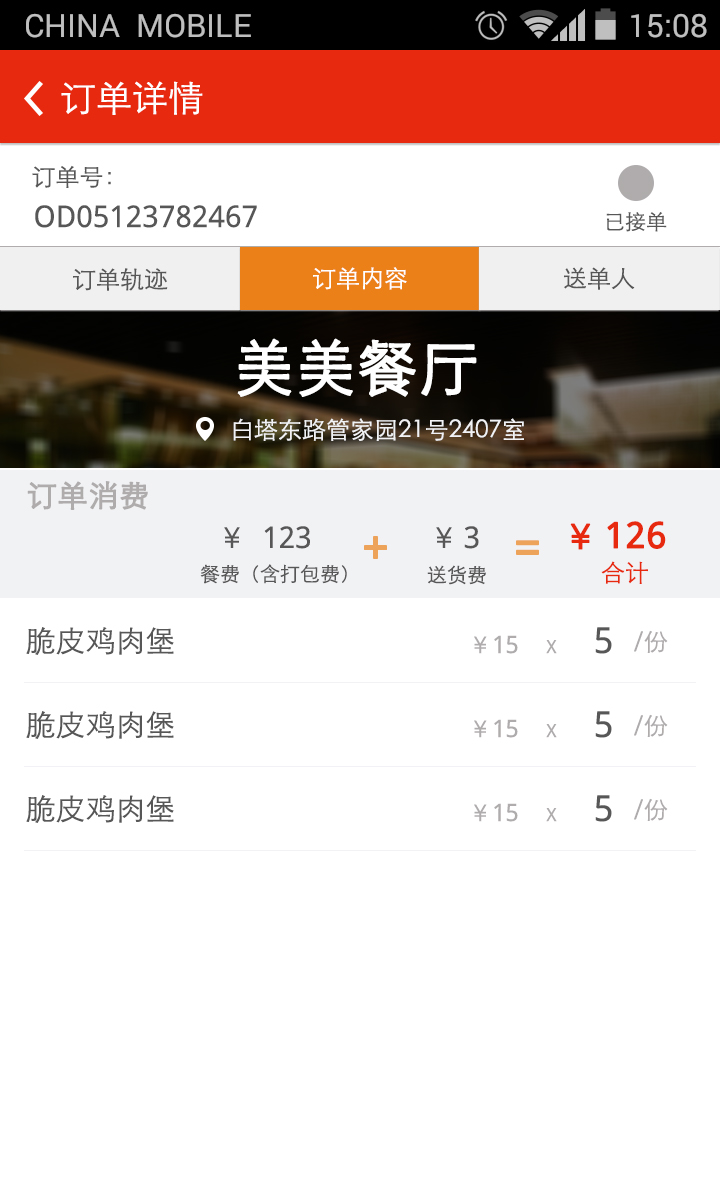 CHINA MOBILE 15:08
订单详情
订单号：
OD05123782467
已接单
订单轨迹 订单内容 送单人
美美餐厅
白塔东路管家园21号2407室
订单消费
¥ 123 + ¥ 3 = ¥ 126
餐费（含打包费） 送货费 合计
脆皮鸡肉堡 ¥15 x 5 /份
脆皮鸡肉堡 ¥15 x 5 /份
脆皮鸡肉堡 ¥15 x 5 /份